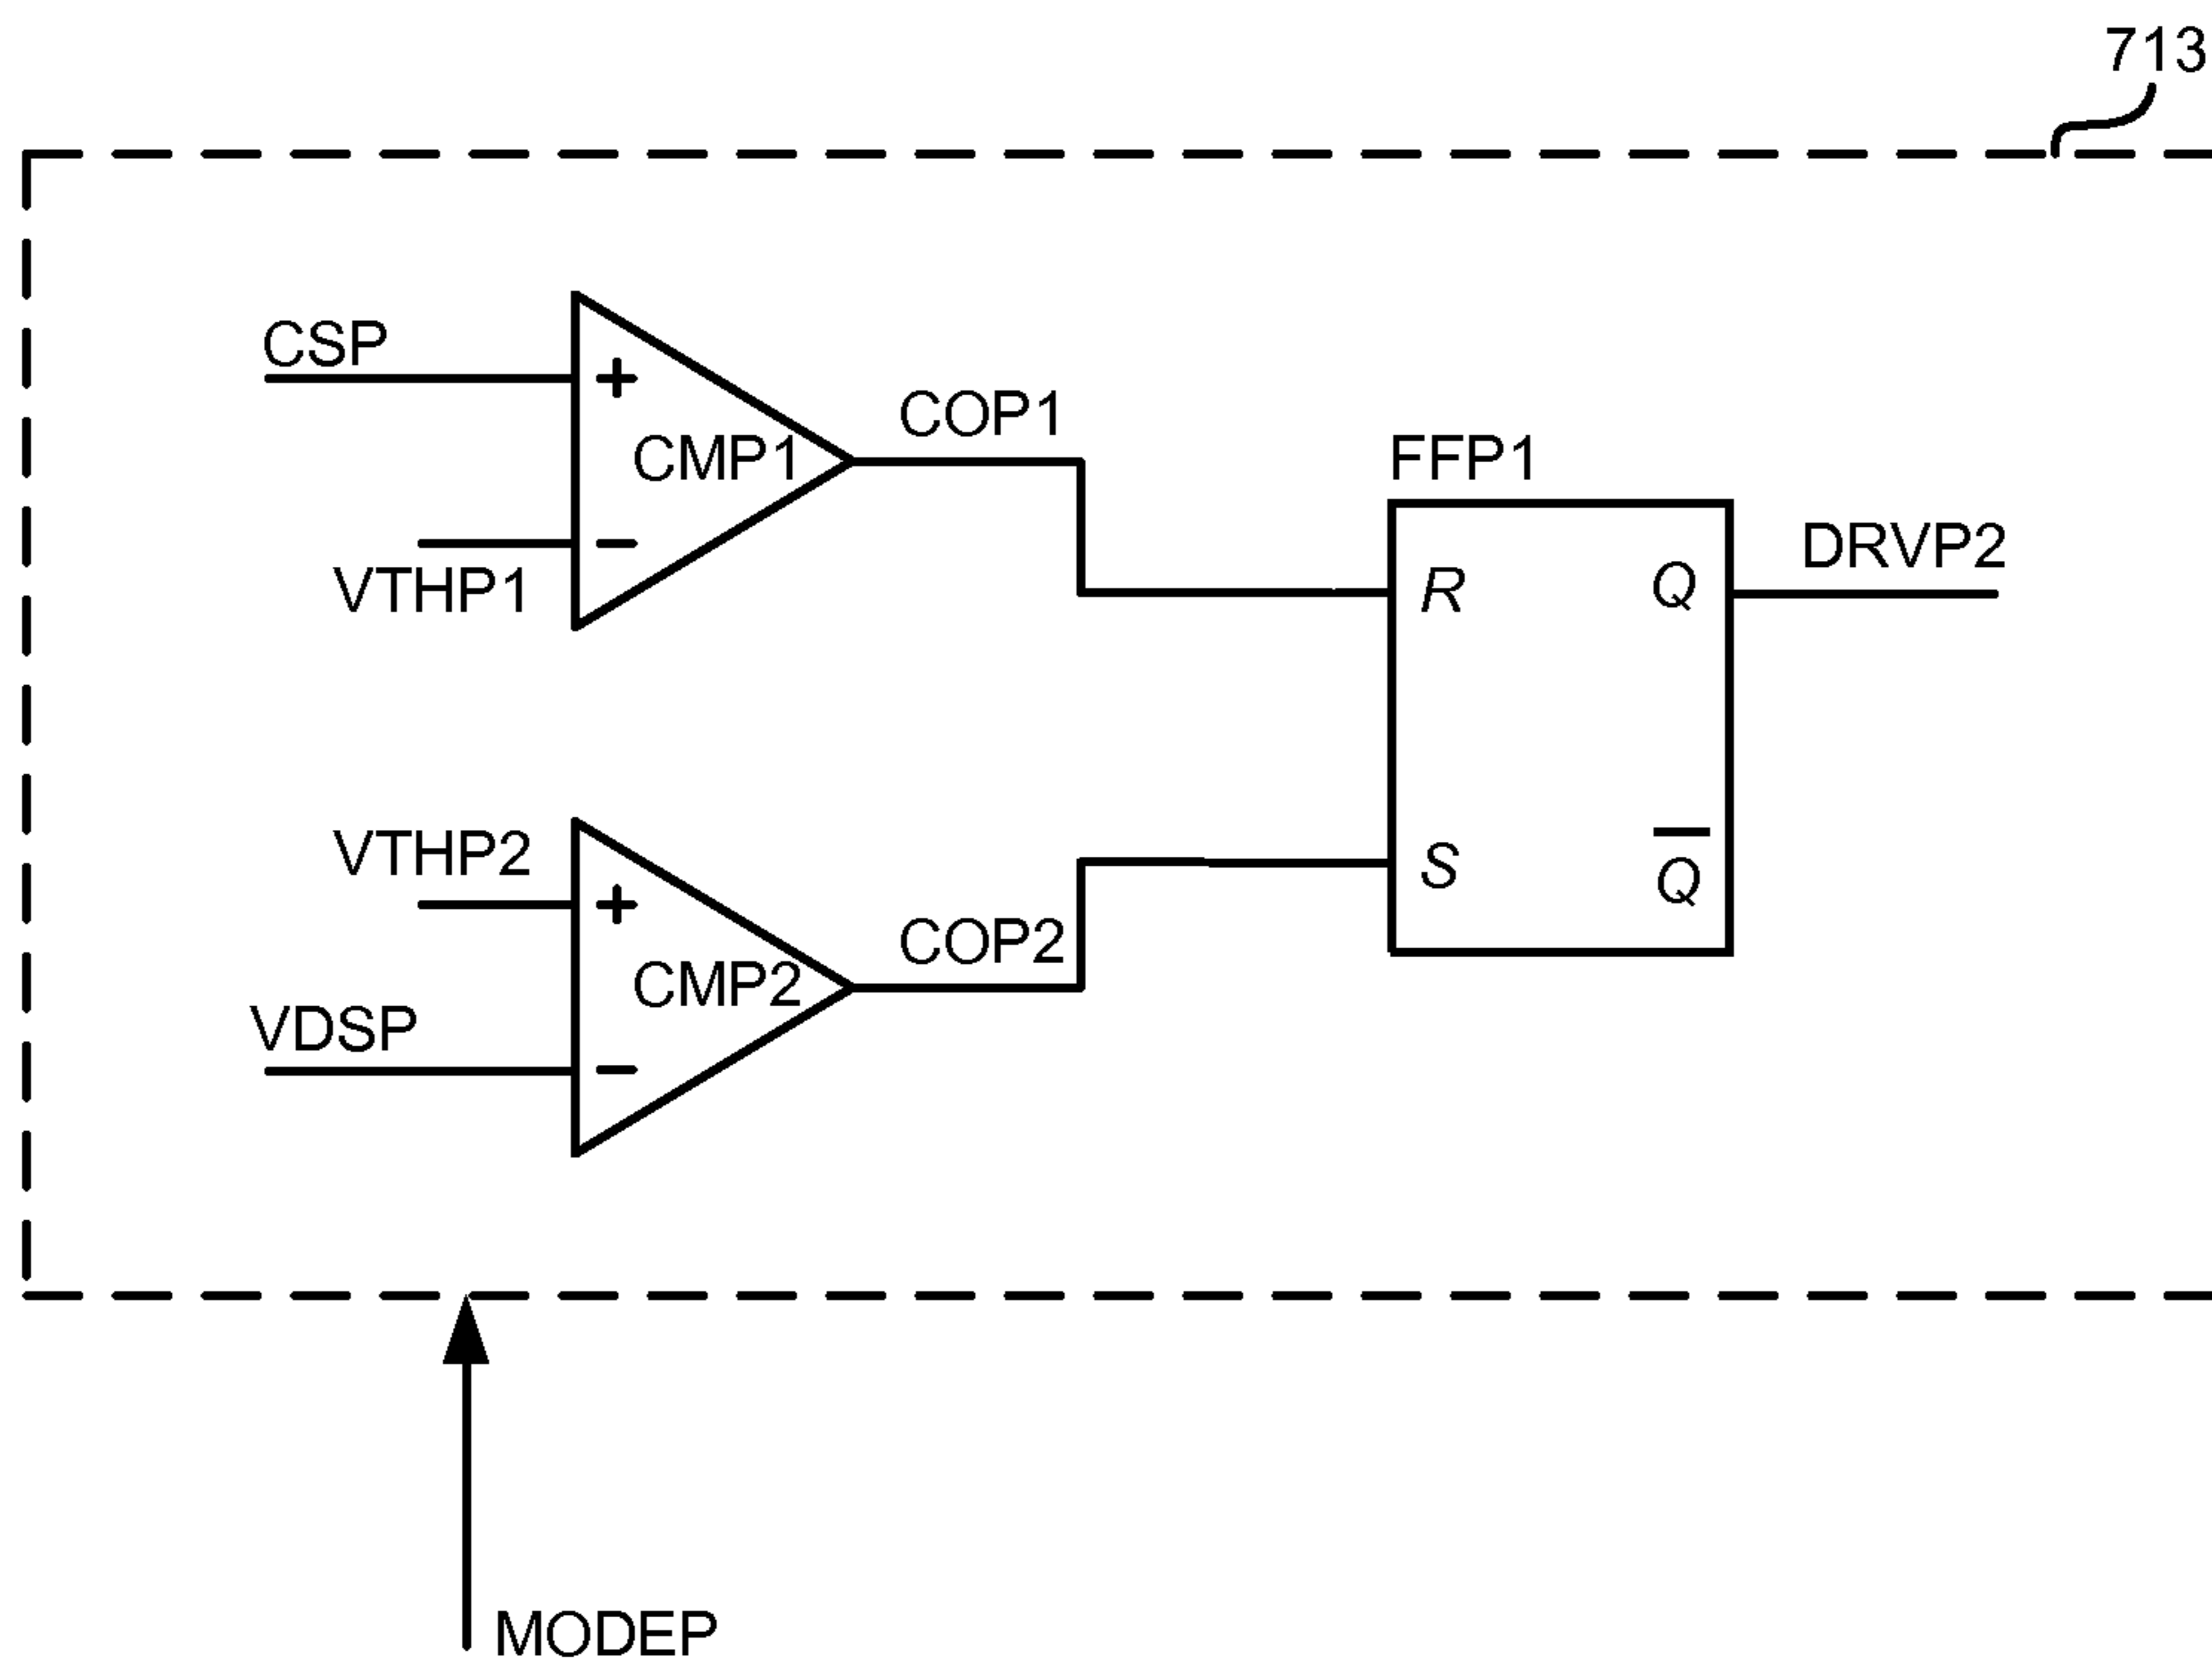 713
CSP
+
CMP1
COP1
−
VTHP1
FFP1
R
Q
DRVP2
VTHP2
+
CMP2
COP2
S
Q̅
VDSP
−
MODEP